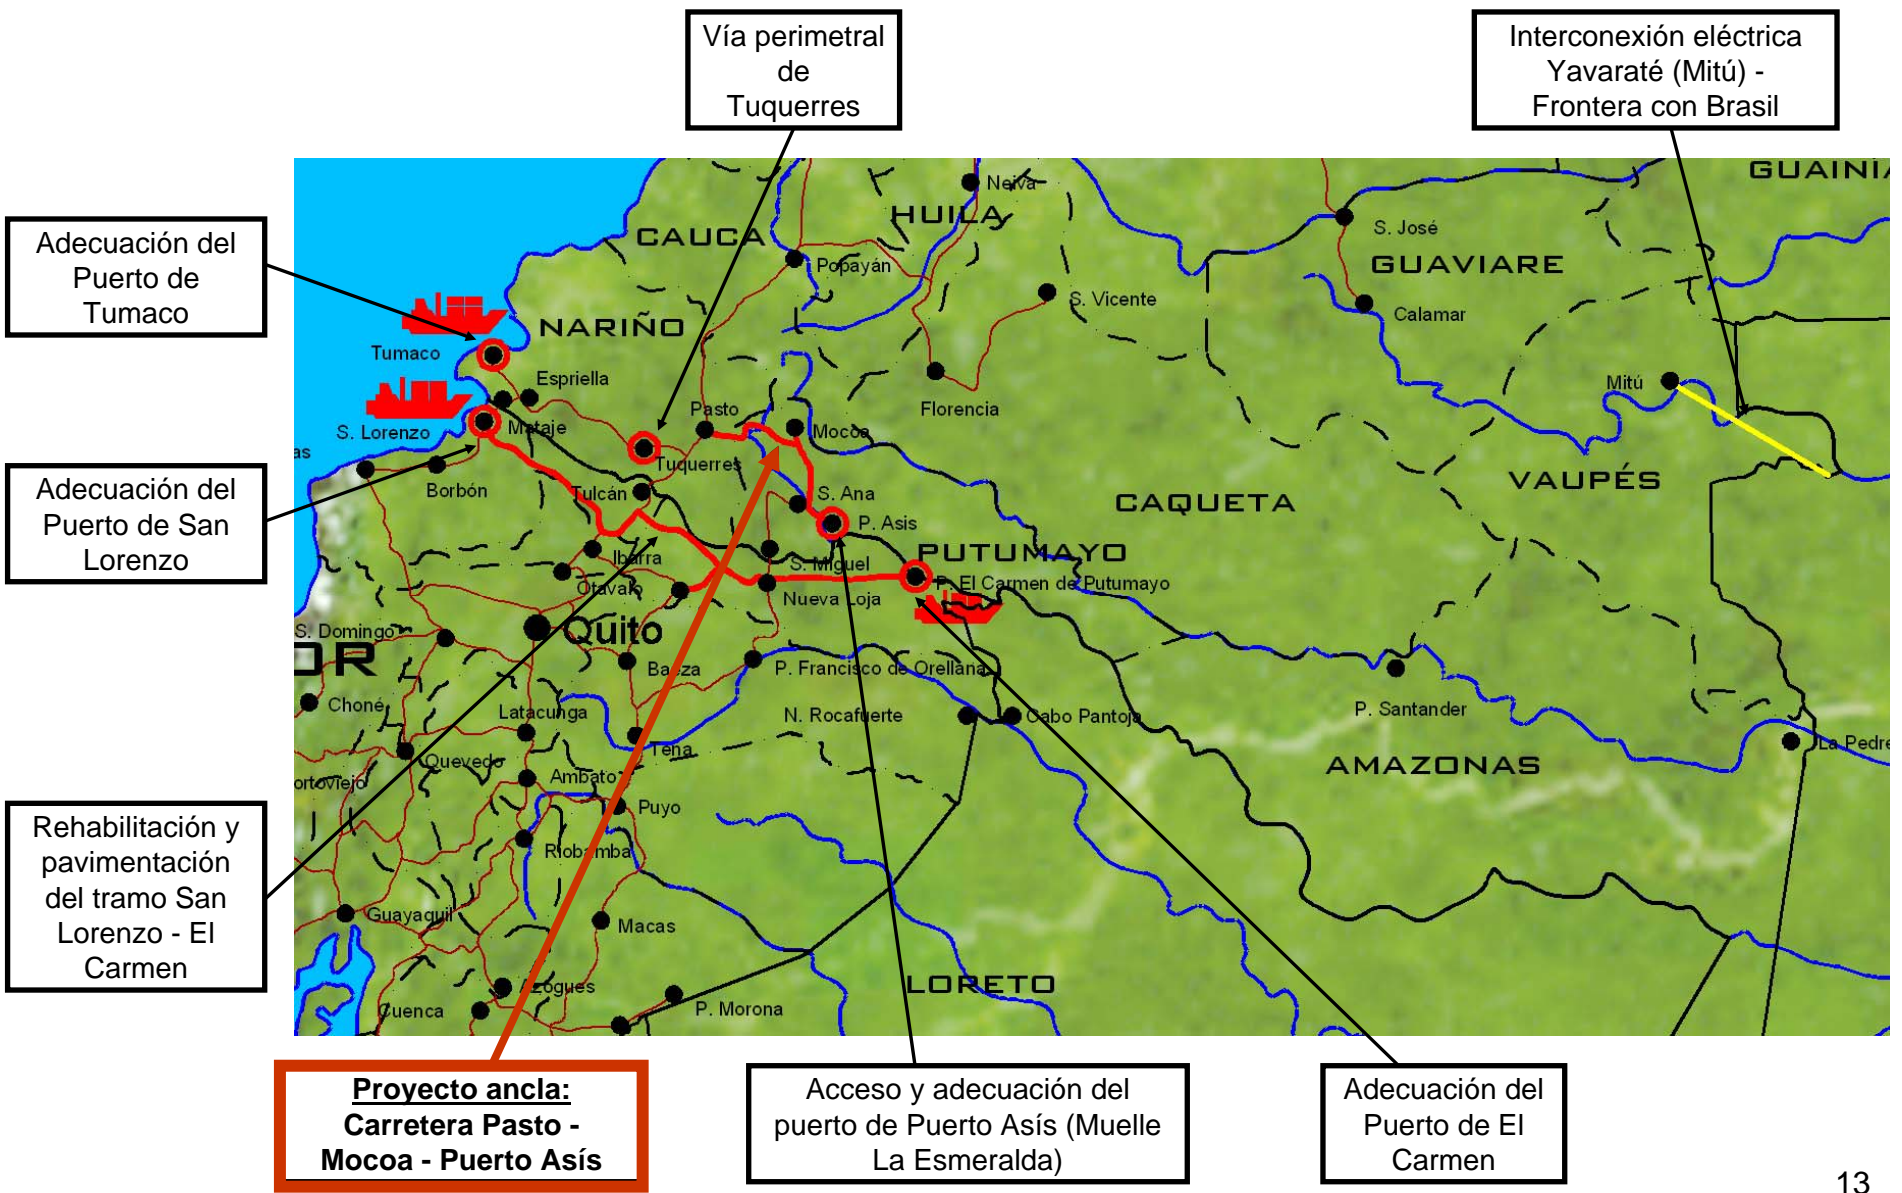 Vía perimetral
de
Tuquerres
Interconexión eléctrica
Yavaraté (Mitú) -
Frontera con Brasil
Adecuación del
Puerto de
Tumaco
Adecuación del
Puerto de San
Lorenzo
Rehabilitación y
pavimentación
del tramo San
Lorenzo - El
Carmen
GUAINÍA
Neiva
HUILA
CAUCA
S. José
Popayán
GUAVIARE
S. Vicente
Calamar
NARIÑO
Tumaco
Espriella
Mitú
Pasto
Florencia
S. Lorenzo
Mataje
Mocoa
as
Tuquerres
VAUPÉS
Borbón
Tulcán
S. Ana
CAQUETA
P. Asis
Ibarra
PUTUMAYO
S. Miguel
Otavalo
P. El Carmen de Putumayo
Nueva Loja
S. Domingo
Quito
OR
Baeza
P. Francisco de Orellana
Choné
Latacunga
N. Rocafuerte
Cabo Pantoja
P. Santander
Tena
La Pedre
Quevedo
AMAZONAS
ortoviejo
Ambato
Puyo
Riobamba
Guayaquil
Macas
Azogues
LORETO
Cuenca
P. Morona
Proyecto ancla:
Carretera Pasto -
Mocoa - Puerto Asís
Acceso y adecuación del
puerto de Puerto Asís (Muelle
La Esmeralda)
Adecuación del
Puerto de El
Carmen
13